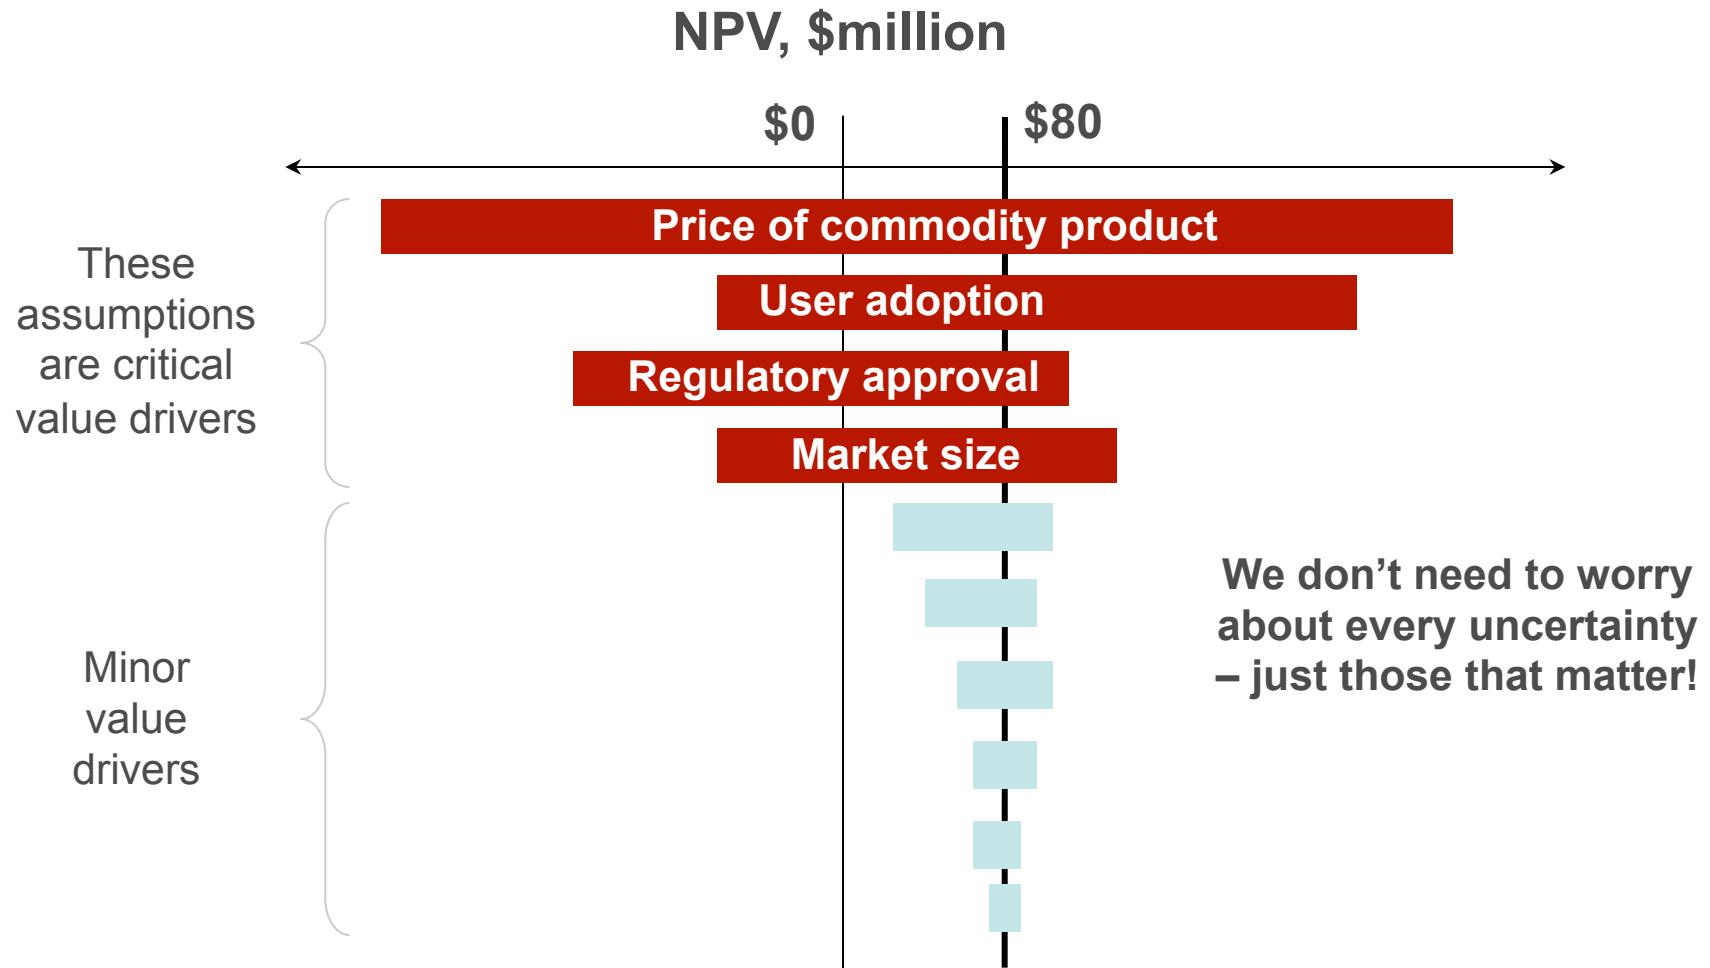 NPV, $million
$0
$80
Price of commodity product
User adoption
Regulatory approval
Market size
These
assumptions
are critical
value drivers
Minor
value
drivers
We don’t need to worry
about every uncertainty
– just those that matter!